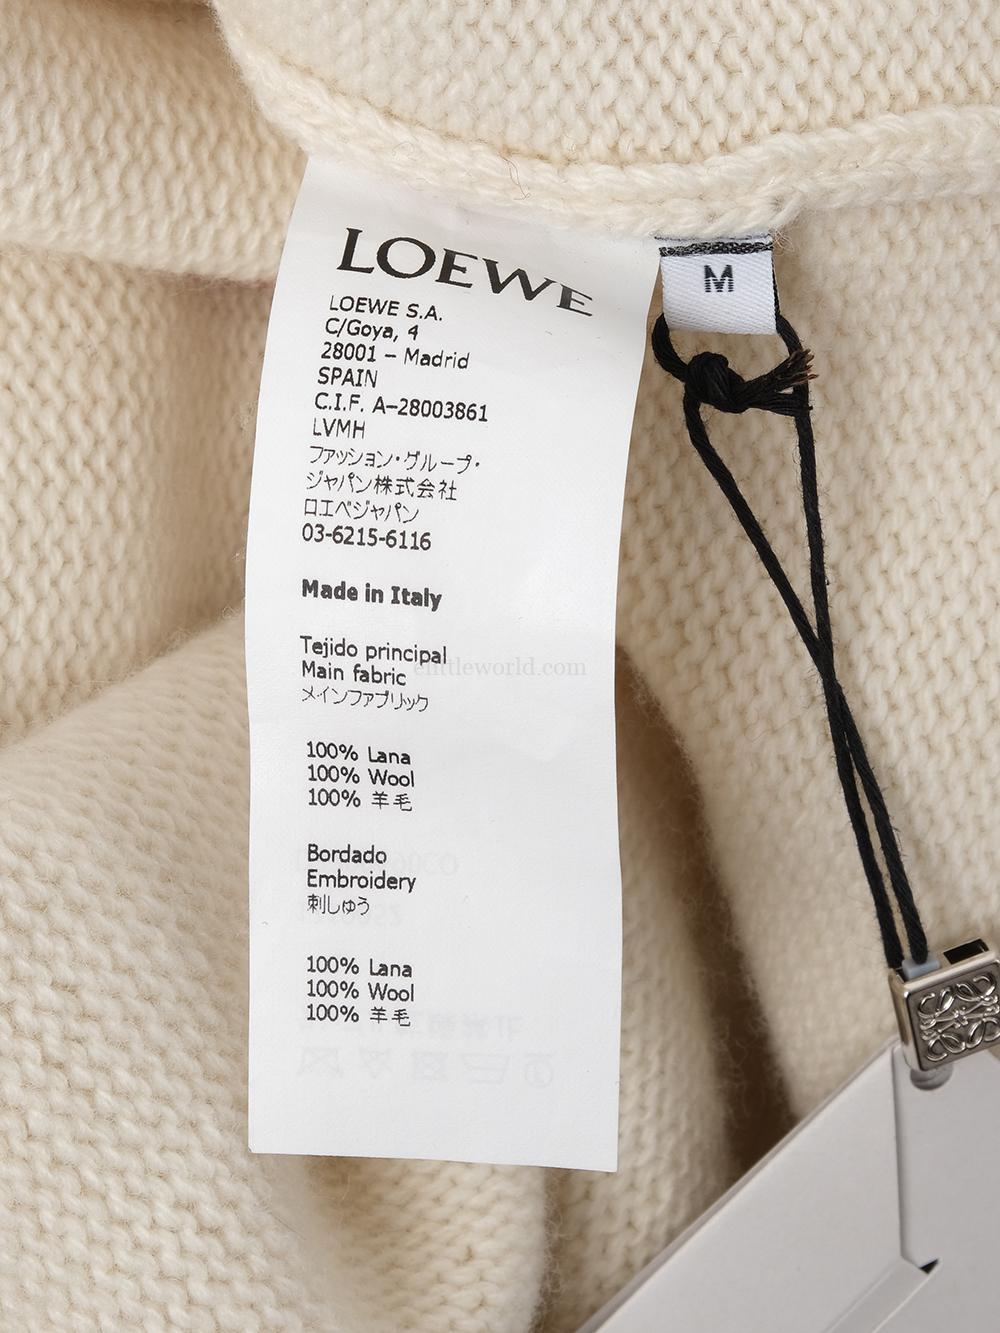 LOEWE
LOEWE S.A.
C/Goya, 4
28001 – Madrid
SPAIN
C.I.F. A–28003861
LVMH
ファッション・グループ・
ジャパン株式会社
ロエベジャパン
03-6215-6116
Made in Italy
Tejido principal
Main fabric
メインファブリック
100% Lana
100% Wool
100% 羊毛
Bordado
Embroidery
刺しゅう
100% Lana
100% Wool
100% 羊毛
M